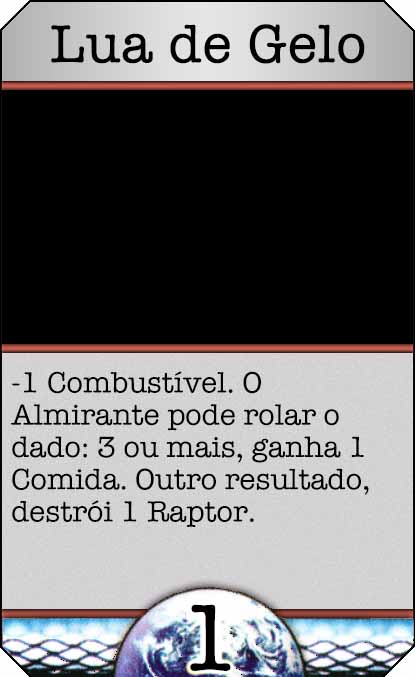 Lua de Gelo
-1 Combustível. O
Almirante pode rolar o
dado: 3 ou mais, ganha 1
Comida. Outro resultado,
destrói 1 Raptor.
1